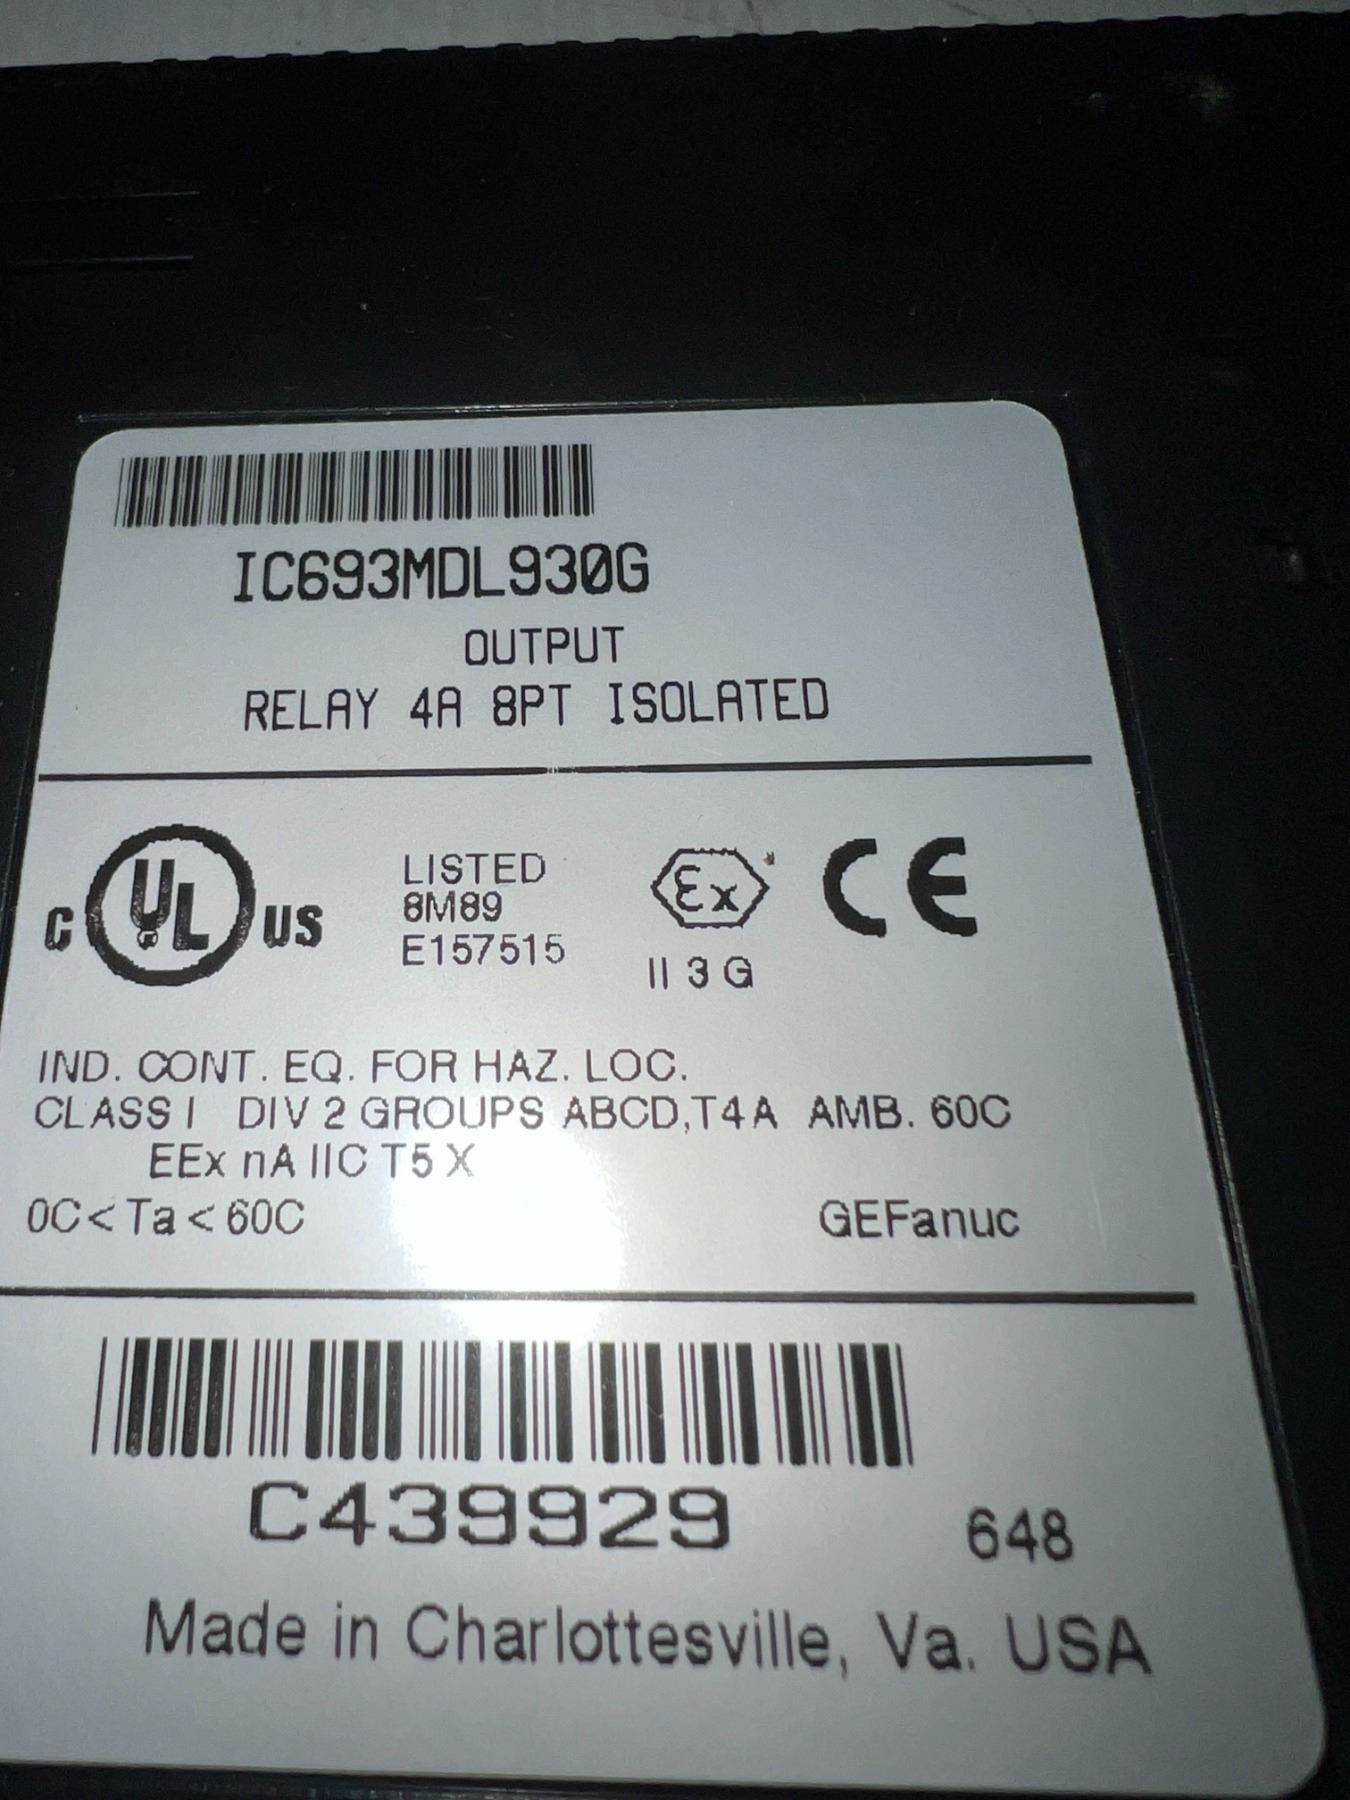 IC693MDL930G
OUTPUT
RELAY 4A 8PT ISOLATED
C UL® US
LISTED
8M89
E157515
Ex
II 3 G
CE
IND. CONT. EQ. FOR HAZ. LOC.
CLASS I DIV 2 GROUPS ABCD,T4A AMB. 60C
EEx nA IIC T5 X
0C<Ta<60C GEFanuc
C439929 648
Made in Charlottesville, Va. USA